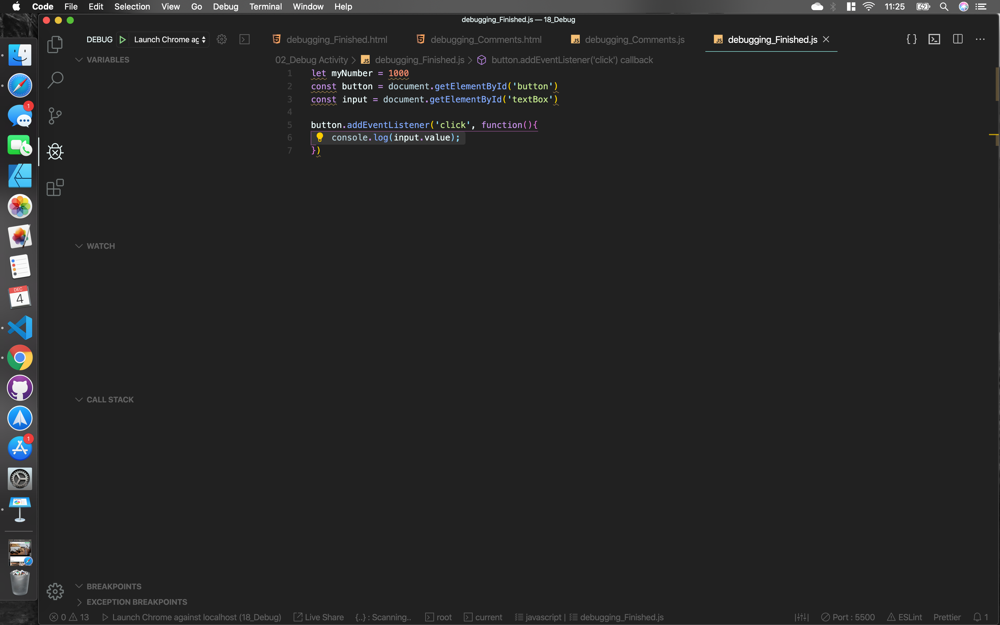 Code File Edit Selection View Go Debug Terminal Window Help 11:25
debugging_Finished.js — 18_Debug
DEBUG Launch Chrome ag
debugging_Finished.html debugging_Comments.html debugging_Comments.js debugging_Finished.js
VARIABLES
02_Debug Activity > JS debugging_Finished.js > button.addEventListener('click') callback
1 let myNumber = 1000
2 const button = document.getElementById('button')
3 const input = document.getElementById('textBox')
4
5 button.addEventListener('click', function(){
6 console.log(input.value);
7 })
WATCH
CALL STACK
BREAKPOINTS
EXCEPTION BREAKPOINTS
1
DEC
4
1
0 13 Launch Chrome against localhost (18_Debug) Live Share {..} : Scanning.. root current javascript | debugging_Finished.js Port : 5500 ESLint Prettier 1